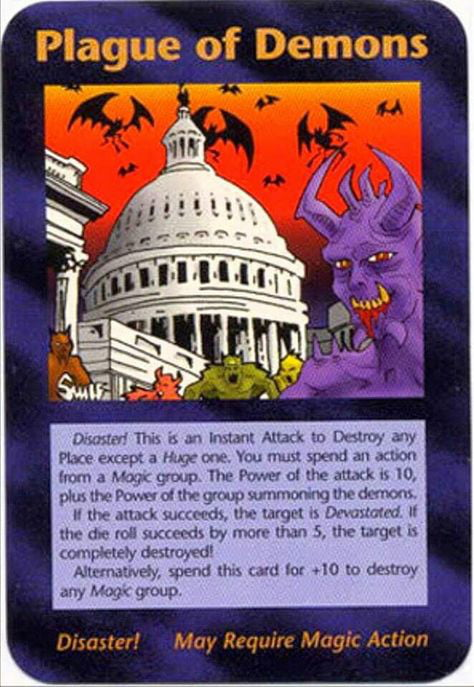 Plague of Demons
Disaster! This is an Instant Attack to Destroy any
Place except a Huge one. You must spend an action
from a Magic group. The Power of the attack is 10,
plus the Power of the group summoning the demons.
If the attack succeeds, the target is Devastated. If
the die roll succeeds by more than 5, the target is
completely destroyed!
Alternatively, spend this card for +10 to destroy
any Magic group.
Disaster! May Require Magic Action